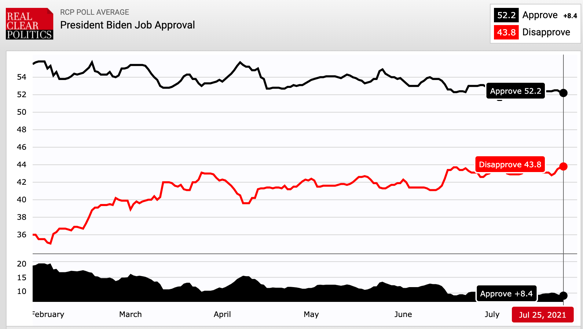 REAL
CLEAR
POLITICS
RCP POLL AVERAGE
President Biden Job Approval
52.2 Approve +8.4
43.8 Disapprove
54
52
50
48
46
44
42
40
38
36
Approve 52.2
Disapprove 43.8
20
15
10
Approve +8.4
February March April May June July Jul 25, 2021